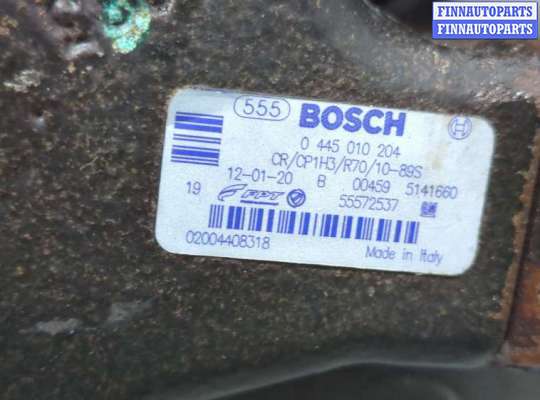 FINNAUTOPARTS
FINNAUTOPARTS
555 BOSCH
0 445 010 204
CR/CP1H3/R70/10-89S
12-01-20 B 00459 5141660
19 FPT 55572537
02004408318 Made in Italy